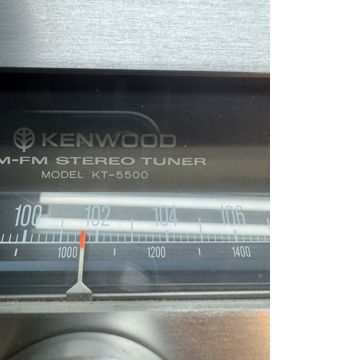 KENWOOD
M-FM STEREO TUNER
MODEL KT-5500
100 102 104 106
1000 1200 1400